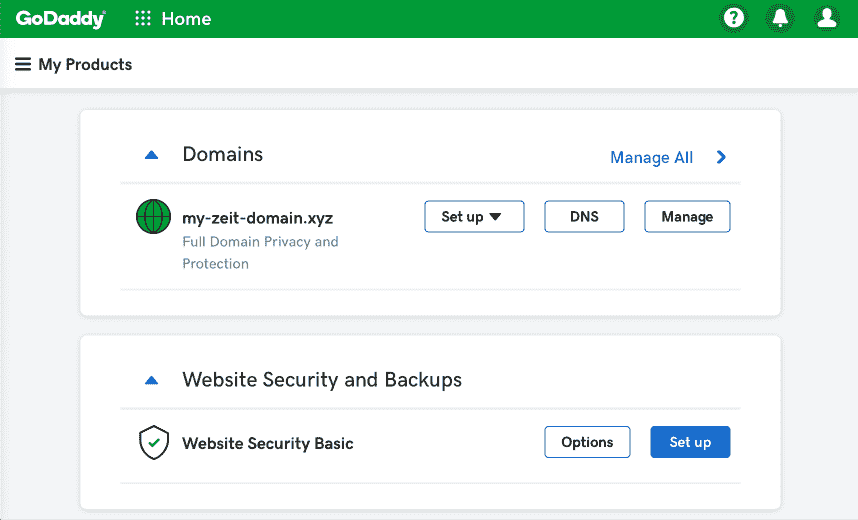 GoDaddy Home
My Products
Domains Manage All
my-zeit-domain.xyz Set up DNS Manage
Full Domain Privacy and
Protection
Website Security and Backups
Website Security Basic Options Set up